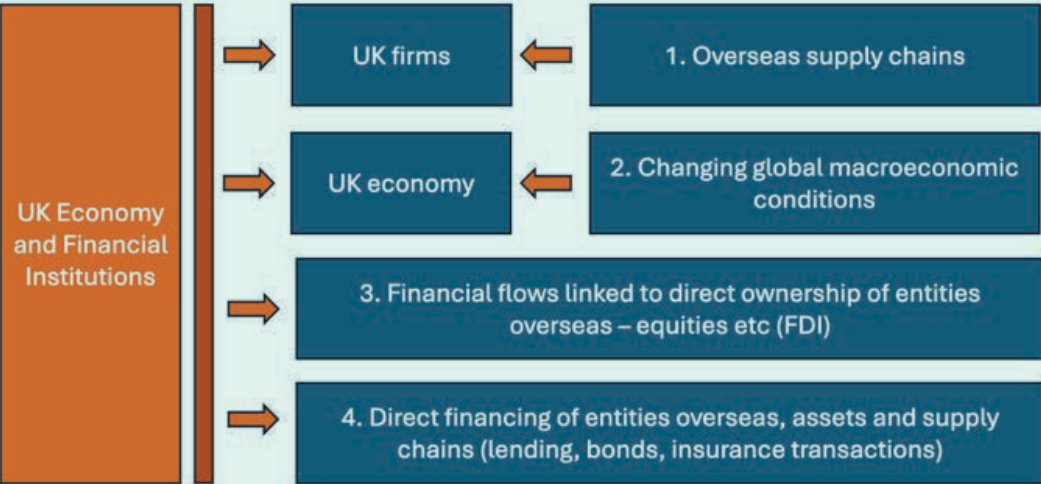 UK Economy
and Financial
Institutions
UK firms
1. Overseas supply chains
UK economy
2. Changing global macroeconomic
conditions
3. Financial flows linked to direct ownership of entities
overseas – equities etc (FDI)
4. Direct financing of entities overseas, assets and supply
chains (lending, bonds, insurance transactions)